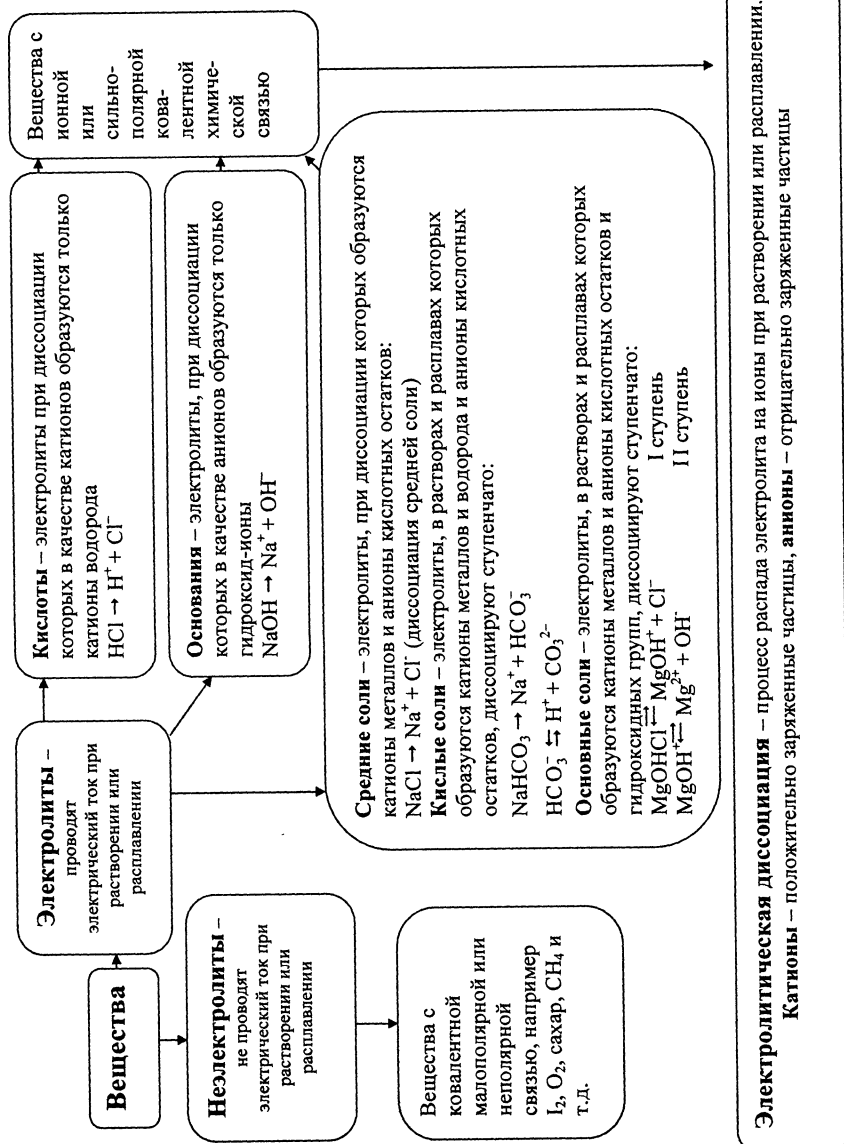 Вещества
Электролиты –
проводят
электрический ток при
растворении или
расплавлении
Неэлектролиты –
не проводят
электрический ток при
растворении или
расплавлении
Вещества с
ковалентной
малополярной или
неполярной
связью, например
I₂, O₂, сахар, CH₄ и
т.д.
Кислоты – электролиты при диссоциации
которых в качестве катионов образуются только
катионы водорода
HCl → H⁺ + Cl⁻
Основания – электролиты, при диссоциации
которых в качестве анионов образуют только
гидроксид-ионы
NaOH → Na⁺ + OH⁻
Средние соли – электролиты, при диссоциации которых образуются
катионы металлов и анионы кислотных остатков:
NaCl → Na⁺ + Cl⁻ (диссоциация средней соли)
Кислые соли – электролиты, в растворах и расплавах которых
образуются катионы металлов и водорода и анионы кислотных
остатков, диссоциируют ступенчато:
NaHCO₃ → Na⁺ + HCO₃⁻
HCO₃⁻ ⇆ H⁺ + CO₃²⁻
Основные соли – электролиты, в растворах и расплавах которых
образуются катионы металлов и анионы кислотных остатков и
гидроксидных групп, диссоциируют ступенчато:
MgOHCl ⇄ MgOH⁺ + Cl⁻ I ступень
MgOH⁺ ⇄ Mg²⁺ + OH⁻ II ступень
Вещества с
ионной
или
сильно-
полярной
кова-
лентной
химиче-
ской
связью
Электролитическая диссоциация – процесс распада электролита на ионы при растворении или расплавлении.
Катионы – положительно заряженные частицы, анионы – отрицательно заряженные частицы